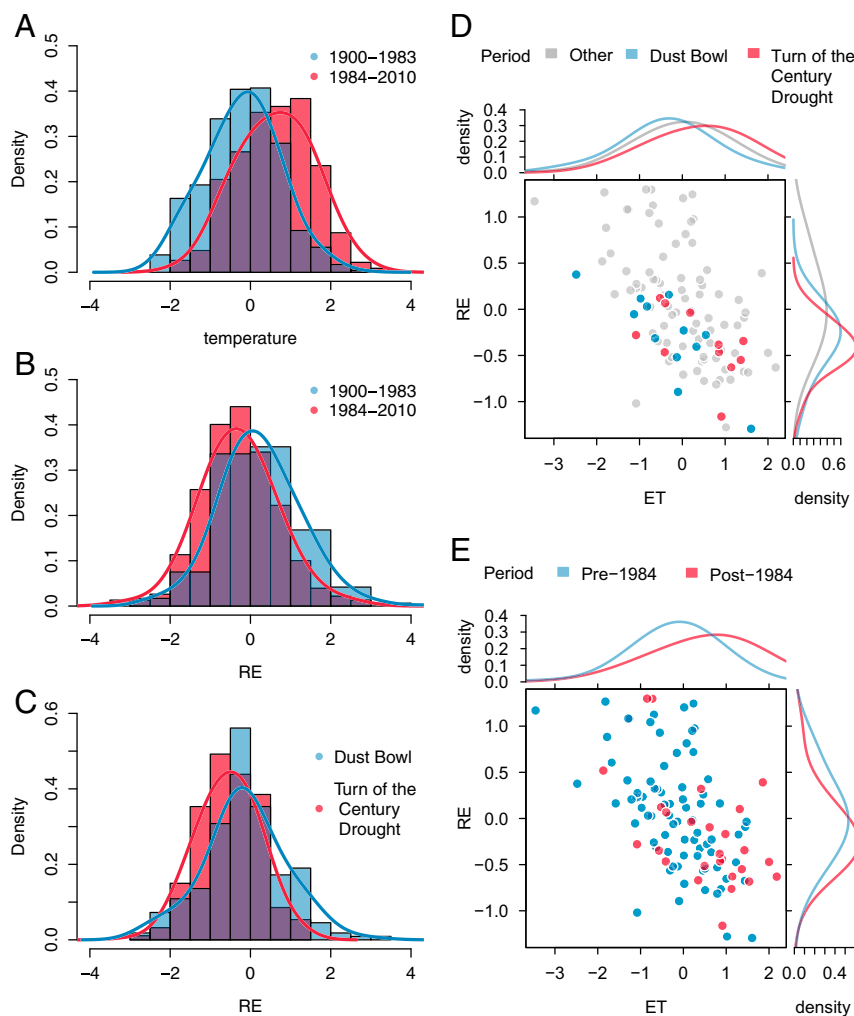 A
0.5
0.4
0.3
0.2
0.1
0.0
Density
1900−1983
1984−2010
−4 −2 0 2 4
temperature
B
0.5
0.4
0.3
0.2
0.1
0.0
Density
1900−1983
1984−2010
−4 −2 0 2 4
RE
C
0.6
0.4
0.2
0.0
Density
Dust Bowl
Turn of the
Century
Drought
−4 −2 0 2 4
RE
D
Period Other Dust Bowl Turn of the
Century
Drought
density
0.4
0.3
0.2
0.1
0.0
RE
1.0
0.5
0.0
−0.5
−1.0
−3 −2 −1 0 1 2
ET
0.0 0.6
density
E
Period Pre−1984 Post−1984
density
0.4
0.3
0.2
0.1
0.0
RE
1.0
0.5
0.0
−0.5
−1.0
−3 −2 −1 0 1 2
ET
0.0 0.4
density